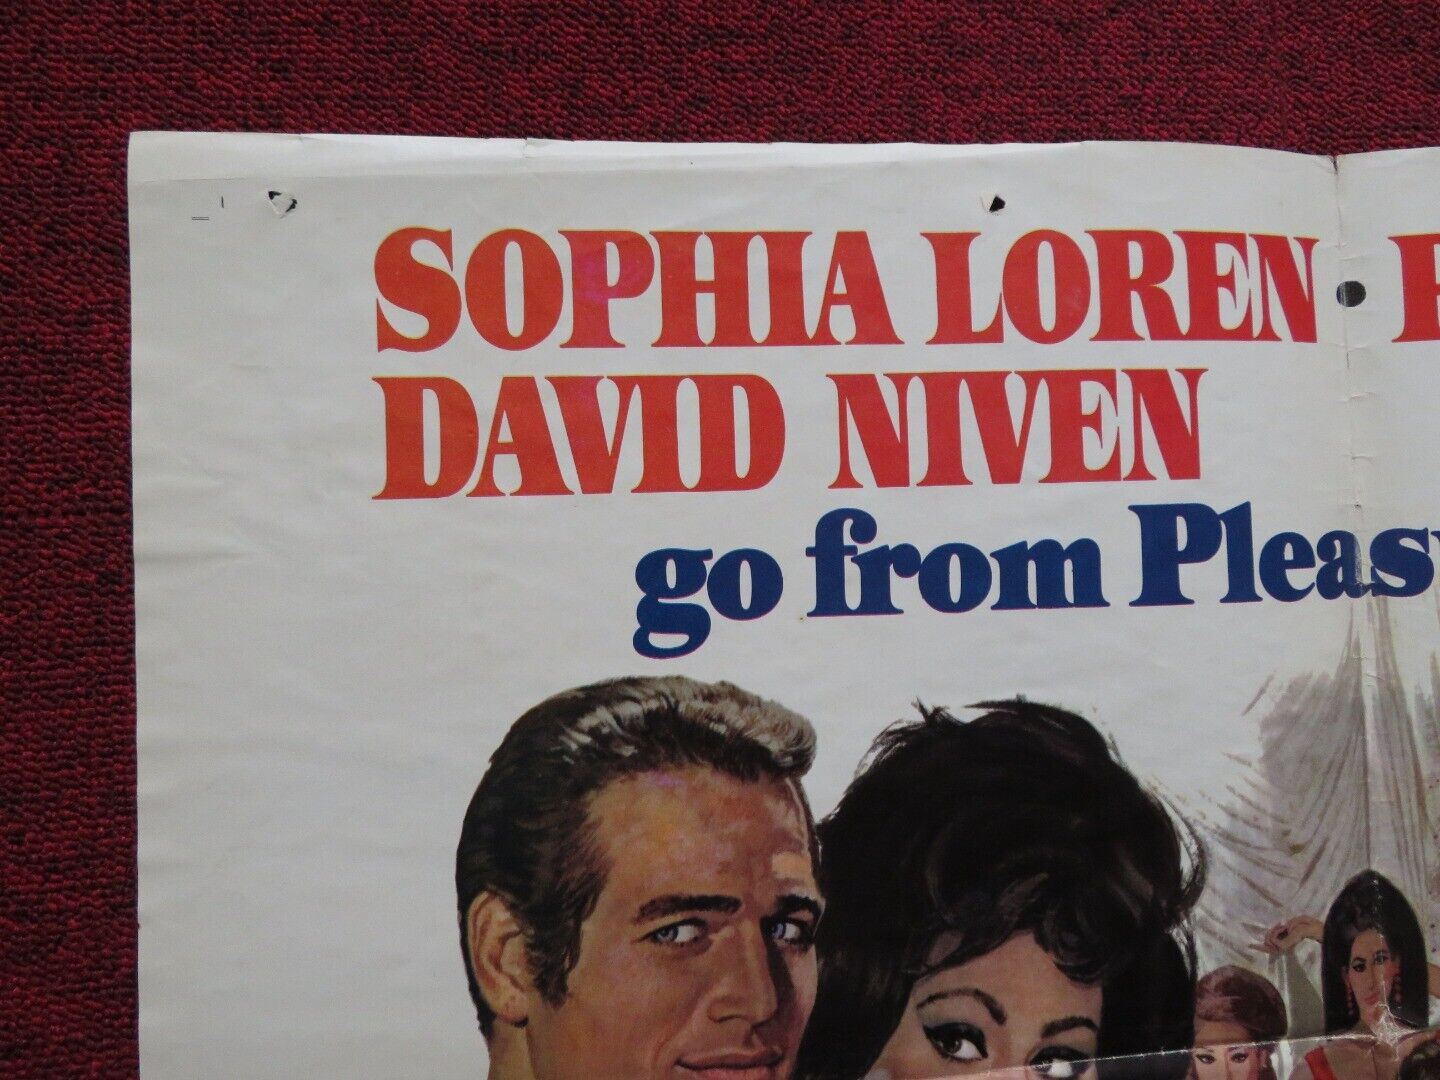 SOPHIA LOREN •
DAVID NIVEN
go from